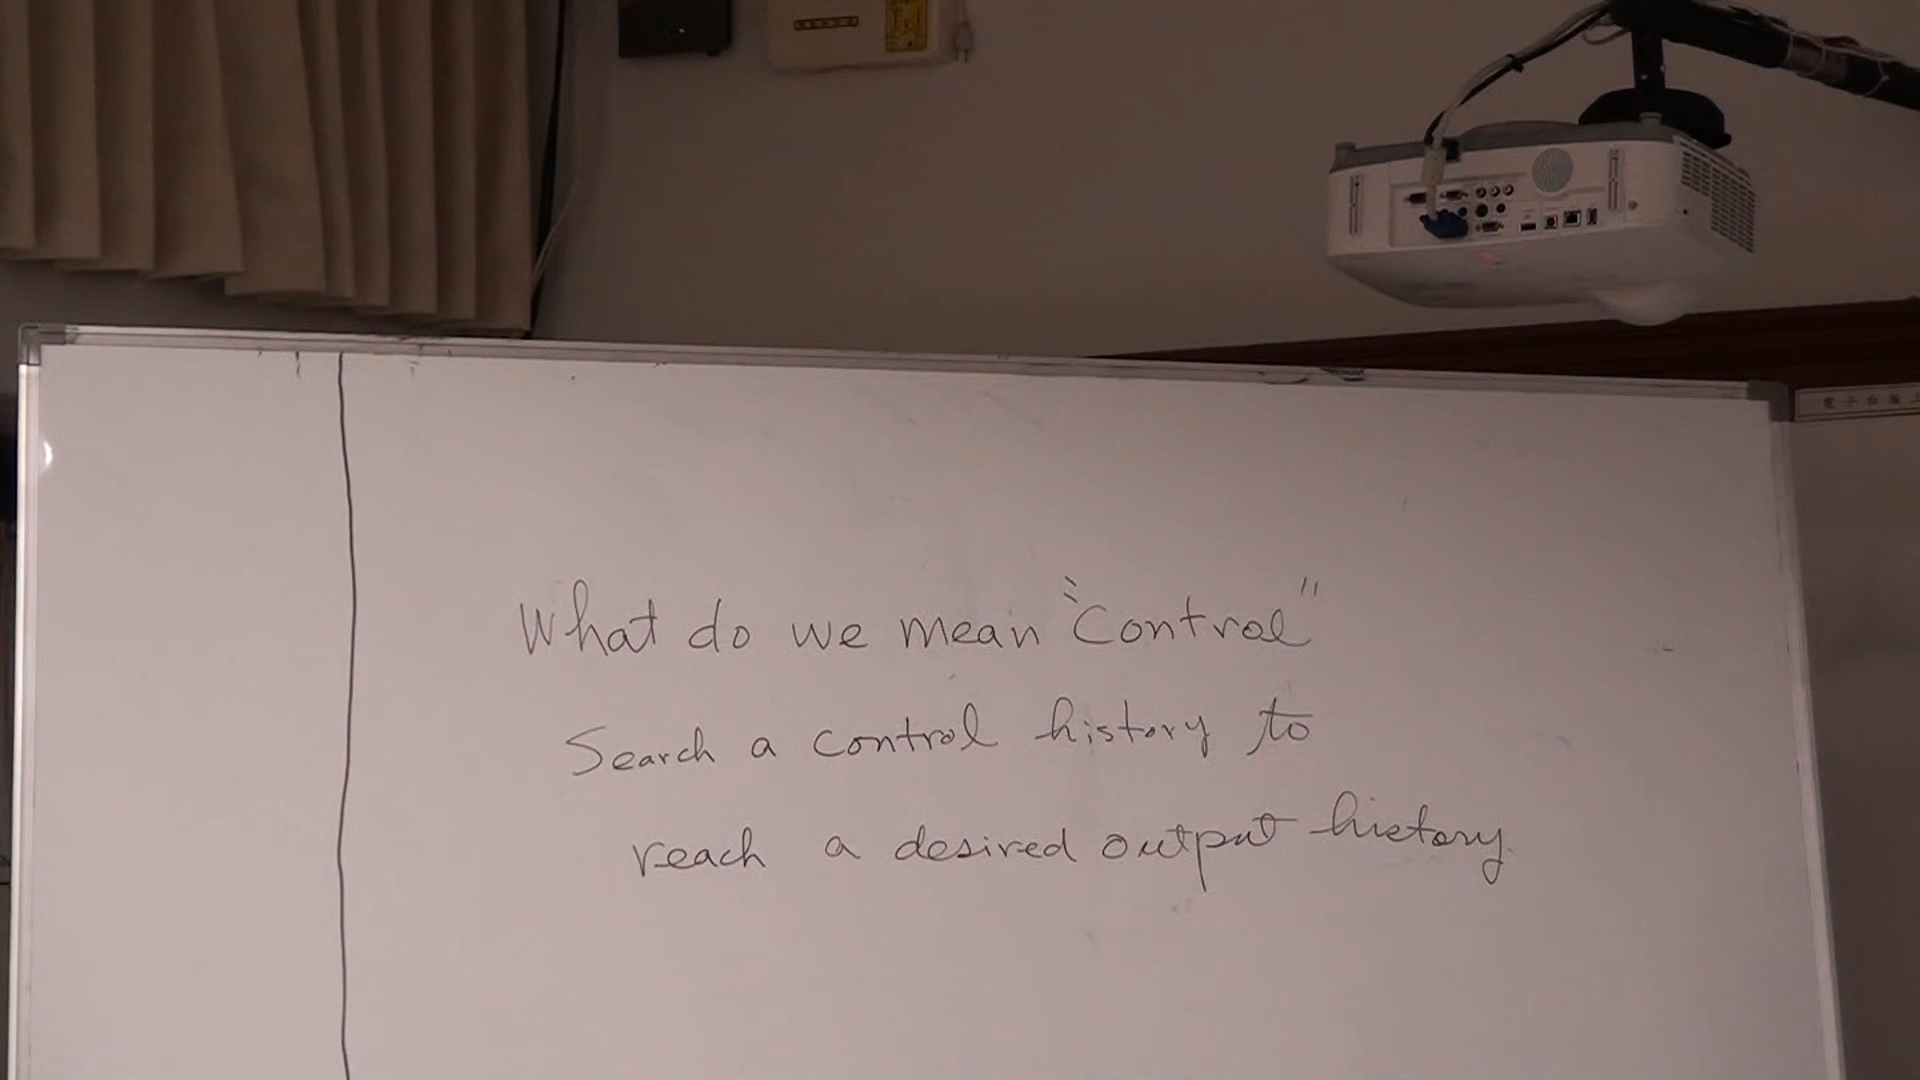 What do we mean "Control"
Search a control history to
reach a desired output history.